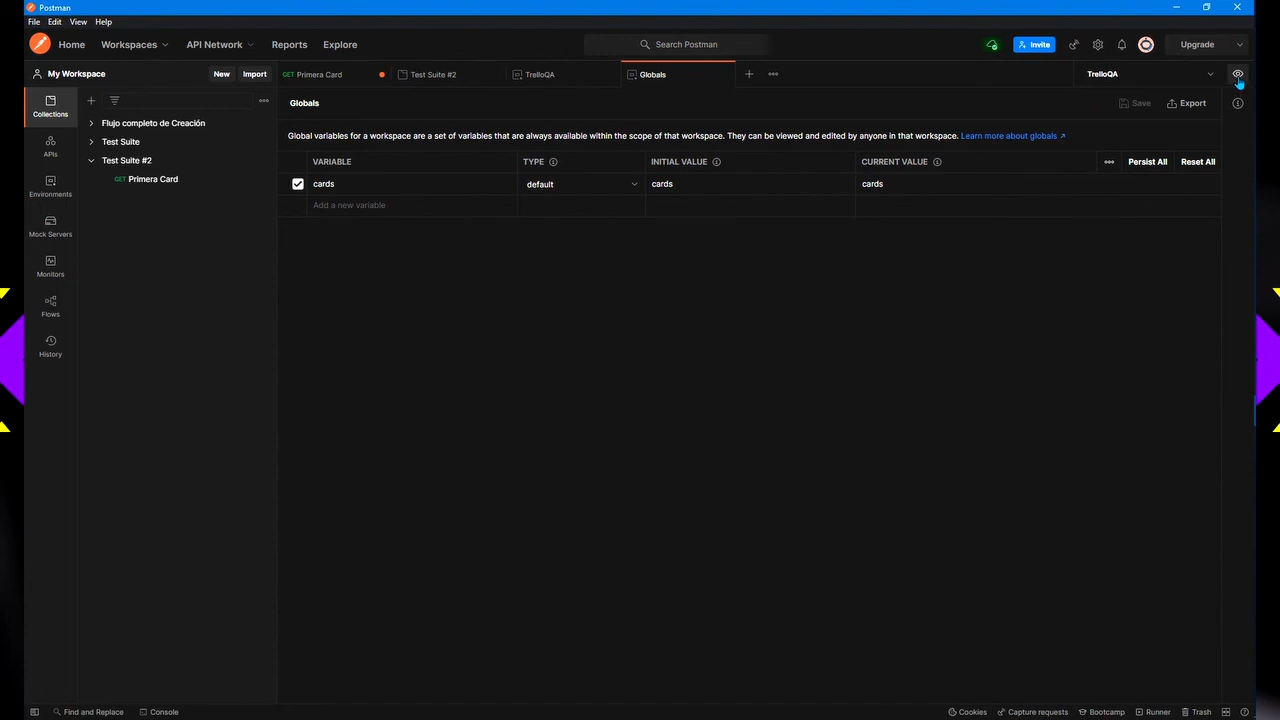 Postman
File Edit View Help
Home Workspaces API Network Reports Explore Search Postman Invite Upgrade
My Workspace New Import GET Primera Card Test Suite #2 TrelloQA Globals TrelloQA
Collections
APIs
Environments
Mock Servers
Monitors
Flows
History
Flujo completo de Creación
Test Suite
Test Suite #2
GET Primera Card
Globals Save Export
Global variables for a workspace are a set of variables that are always available within the scope of that workspace. They can be viewed and edited by anyone in that workspace. Learn more about globals
VARIABLE TYPE INITIAL VALUE CURRENT VALUE Persist All Reset All
cards default cards cards
Add a new variable
Find and Replace Console Cookies Capture requests Bootcamp Runner Trash